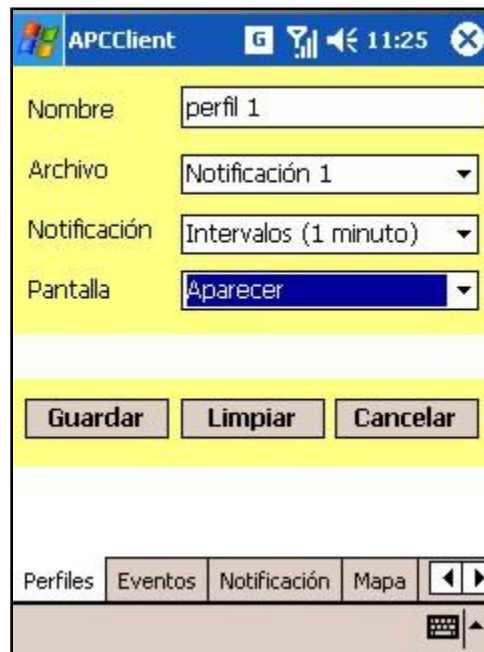 APCClient G 11:25
Nombre perfil 1
Archivo Notificación 1
Notificación Intervalos (1 minuto)
Pantalla Aparecer
Guardar Limpiar Cancelar
Perfiles Eventos Notificación Mapa